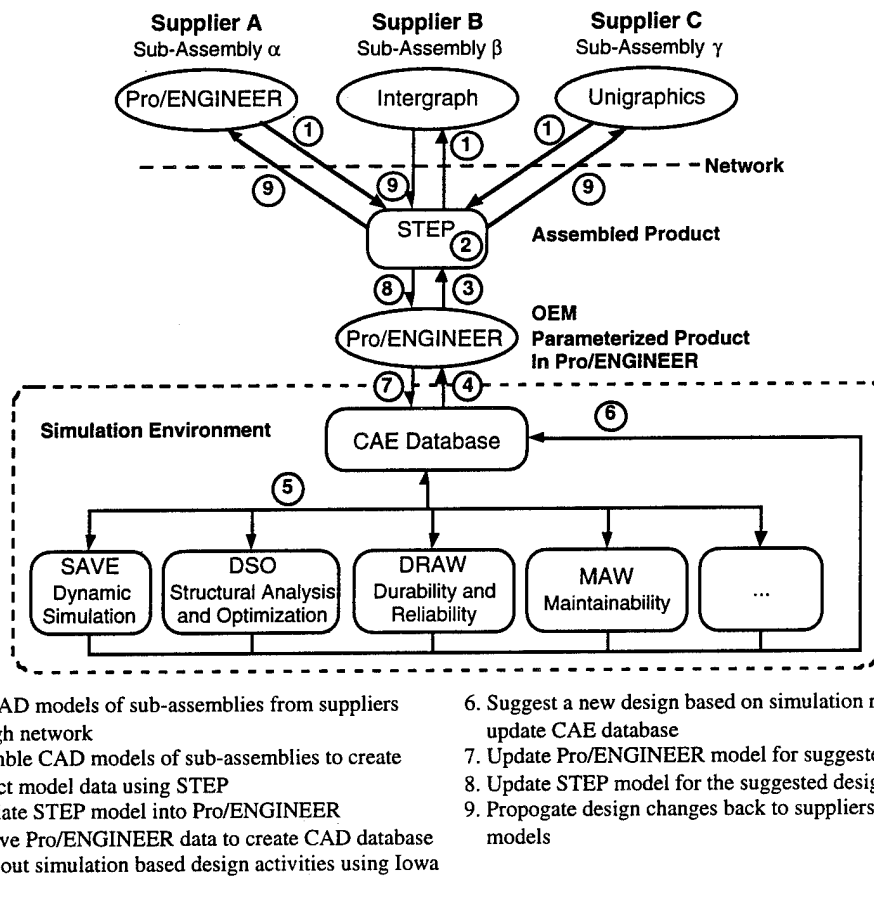 Supplier A
Sub-Assembly α
Supplier B
Sub-Assembly β
Supplier C
Sub-Assembly γ
Pro/ENGINEER
Intergraph
Unigraphics
1
1
1
Network
9
9
9
STEP
2
Assembled Product
8
3
OEM
Parameterized Product
In Pro/ENGINEER
Pro/ENGINEER
7
4
Simulation Environment
CAE Database
6
5
SAVE
Dynamic
Simulation
DSO
Structural Analysis
and Optimization
DRAW
Durability and
Reliability
MAW
Maintainability
...
AD models of sub-assemblies from suppliers
gh network
mble CAD models of sub-assemblies to create
ct model data using STEP
late STEP model into Pro/ENGINEER
ve Pro/ENGINEER data to create CAD database
out simulation based design activities using Iowa
6. Suggest a new design based on simulation
update CAE database
7. Update Pro/ENGINEER model for suggeste
8. Update STEP model for the suggested desig
9. Propogate design changes back to suppliers
models